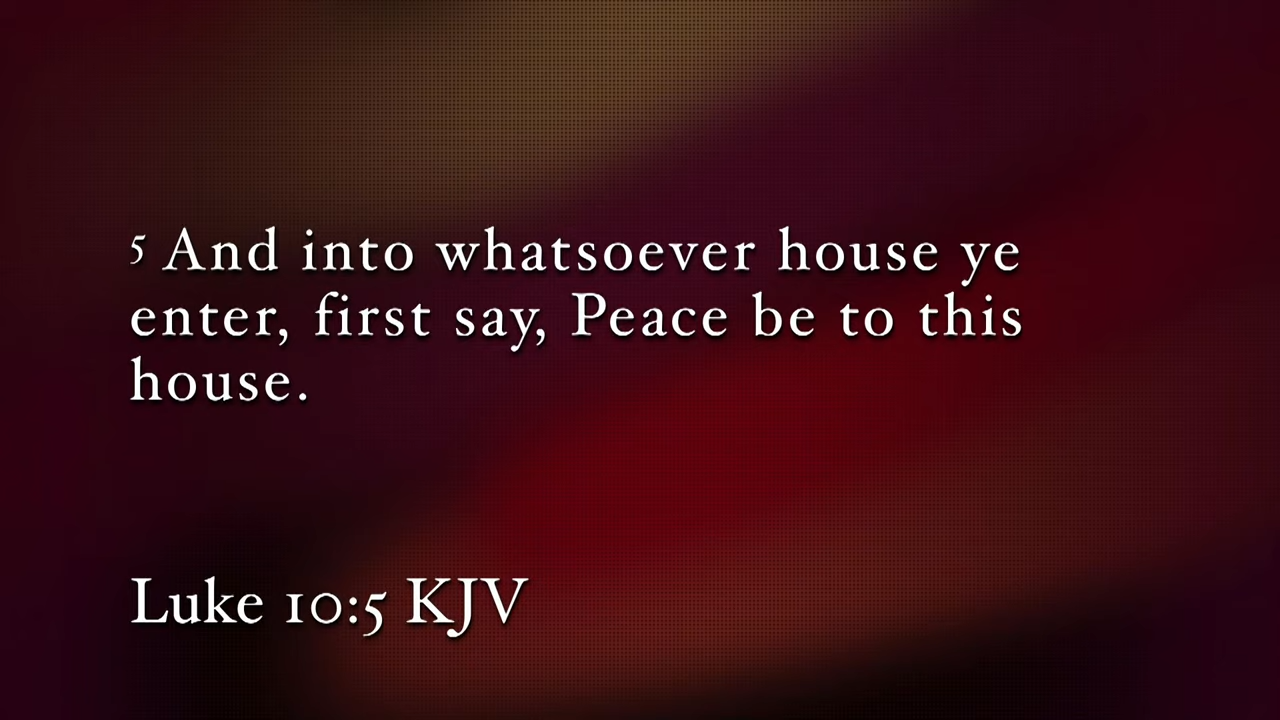 5 And into whatsoever house ye
enter, first say, Peace be to this
house.
Luke 10:5 KJV